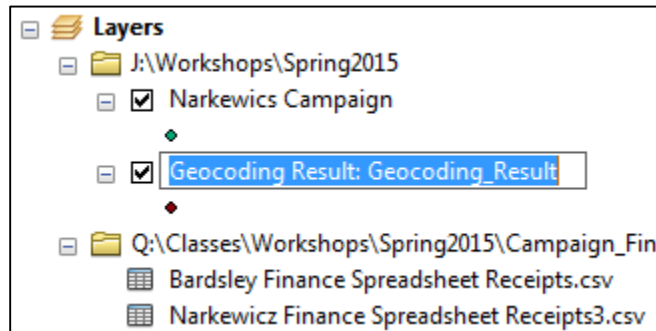 Layers
J:\Workshops\Spring2015
Narkewics Campaign
Geocoding Result: Geocoding_Result
Q:\Classes\Workshops\Spring2015\Campaign_Fin
Bardsley Finance Spreadsheet Receipts.csv
Narkewicz Finance Spreadsheet Receipts3.csv